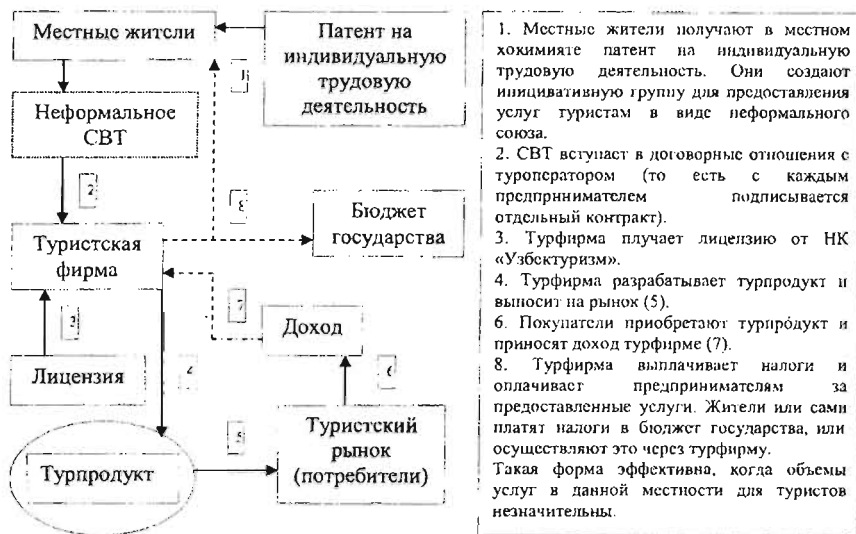 Местные жители
Патент на
индивидуальную
трудовую
деятельность
1
Неформальное
СВТ
2
8
Бюджет
государства
Туристская
фирма
7
3
Доход
Лицензия
4
6
5
Туристский
рынок
(потребители)
Турпродукт
1. Местные жители получают в местном
хокимияте патент на индивидуальную
трудовую деятельность. Они создают
инициативную группу для предоставления
услуг туристам в виде неформального
союза.
2. СВТ вступает в договорные отношения с
туроператором (то есть с каждым
предпринимателем подписывается
отдельный контракт).
3. Турфирма плучает лицензию от НК
«Узбектуризм».
4. Турфирма разрабатывает турпродукт и
выносит на рынок (5).
6. Покупатели приобретают турпродукт и
приносят доход турфирме (7).
8. Турфирма выплачивает налоги и
оплачивает предпринимателям за
предоставленные услуги. Жители или сами
платят налоги в бюджет государства, или
осуществляют это через турфирму.
Такая форма эффективна, когда объемы
услуг в данной местности для туристов
незначительны.